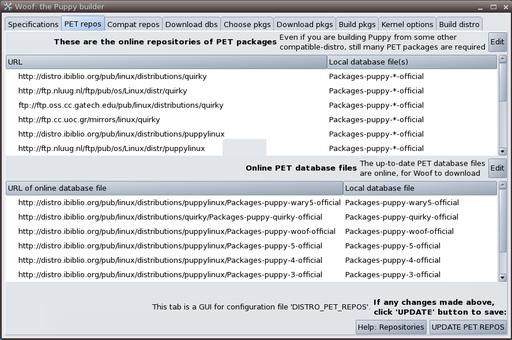 Woof: the Puppy builder
Specifications PET repos Compat repos Download dbs Choose pkgs Download pkgs Build pkgs Kernel options Build distro
These are the online repositories of PET packages
Even if you are building Puppy from some other
compatible-distro, still many PET packages are required
Edit
URL Local database file(s)
http://distro.ibiblio.org/pub/linux/distributions/quirky Packages-puppy-*-official
http://ftp.nluug.nl/ftp/pub/os/Linux/distr/quirky Packages-puppy-*-official
ftp://ftp.oss.cc.gatech.edu/pub/linux/distributions/quirky Packages-puppy-*-official
http://ftp.cc.uoc.gr/mirrors/linux/quirky Packages-puppy-*-official
http://distro.ibiblio.org/pub/linux/distributions/puppylinux Packages-puppy-*-official
http://ftp.nluug.nl/ftp/pub/os/Linux/distr/puppylinux Packages-puppy-*-official
Online PET database files
The up-to-date PET database files
are online, for Woof to download
Edit
URL of online database file Local database file
http://distro.ibiblio.org/pub/linux/distributions/puppylinux/Packages-puppy-wary5-official Packages-puppy-wary5-official
http://distro.ibiblio.org/pub/linux/distributions/quirky/Packages-puppy-quirky-official Packages-puppy-quirky-official
http://distro.ibiblio.org/pub/linux/distributions/puppylinux/Packages-puppy-woof-official Packages-puppy-woof-official
http://distro.ibiblio.org/pub/linux/distributions/puppylinux/Packages-puppy-5-official Packages-puppy-5-official
http://distro.ibiblio.org/pub/linux/distributions/puppylinux/Packages-puppy-4-official Packages-puppy-4-official
http://distro.ibiblio.org/pub/linux/distributions/puppylinux/Packages-puppy-3-official Packages-puppy-3-official
This tab is a GUI for configuration file 'DISTRO_PET_REPOS'.
If any changes made above,
click 'UPDATE' button to save:
Help: Repositories UPDATE PET REPOS